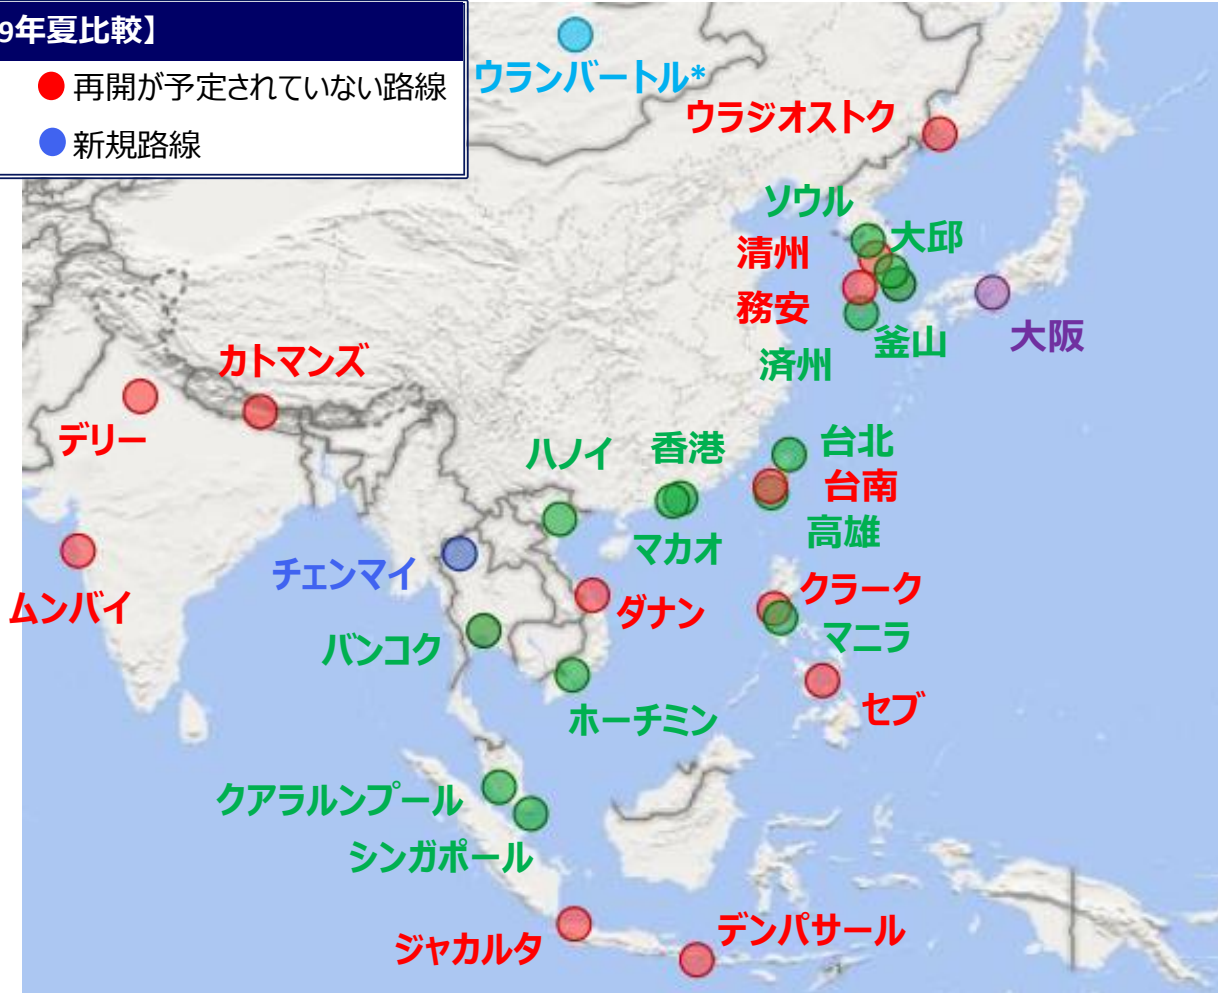 9年夏比較】
再開が予定されていない路線
新規路線
ウランバートル*
ウラジオストク
ソウル
大邱
清州
務安
釜山
大阪
済州
カトマンズ
デリー
ハノイ
香港
台北
台南
マカオ
高雄
チェンマイ
ムンバイ
ダナン
クラーク
マニラ
バンコク
セブ
ホーチミン
クアラルンプール
シンガポール
ジャカルタ
デンパサール